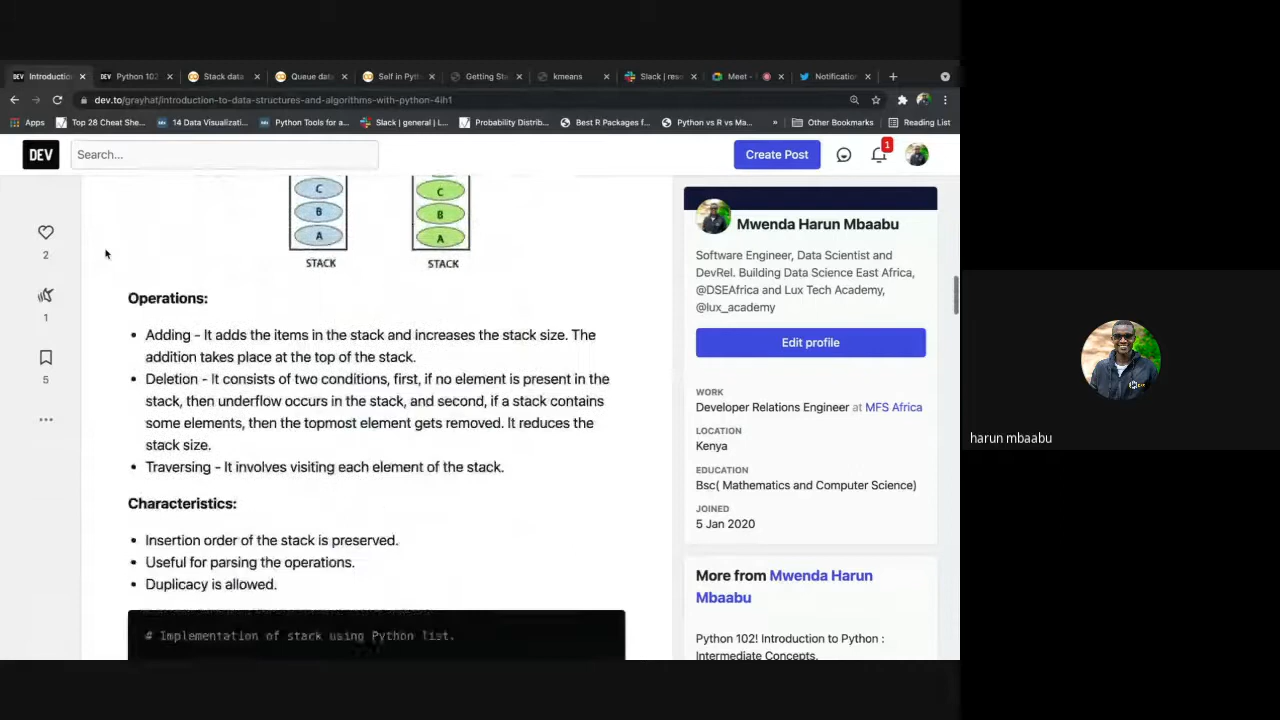 Introduction
Python 102
Stack data
Queue data
Self in Pyth
Getting Sta
kmeans
Slack | reso
Meet -
Notification
dev.to/grayhat/introduction-to-data-structures-and-algorithms-with-python-4ih1
Apps
Top 28 Cheat She...
14 Data Visualizati...
Python Tools for a...
Slack | general | L...
Probability Distrib...
Best R Packages f...
Python vs R vs Ma...
»
Other Bookmarks
Reading List
DEV
Search...
Create Post
1
C
B
A
STACK
C
B
A
STACK
2
1
5
Operations:
• Adding - It adds the items in the stack and increases the stack size. The
addition takes place at the top of the stack.
• Deletion - It consists of two conditions, first, if no element is present in the
stack, then underflow occurs in the stack, and second, if a stack contains
some elements, then the topmost element gets removed. It reduces the
stack size.
• Traversing - It involves visiting each element of the stack.
Characteristics:
• Insertion order of the stack is preserved.
• Useful for parsing the operations.
• Duplicacy is allowed.
# Implementation of stack using Python list.
Mwenda Harun Mbaabu
Software Engineer, Data Scientist and
DevRel. Building Data Science East Africa,
@DSEAfrica and Lux Tech Academy,
@lux_academy
Edit profile
WORK
Developer Relations Engineer at MFS Africa
LOCATION
Kenya
EDUCATION
Bsc( Mathematics and Computer Science)
JOINED
5 Jan 2020
More from Mwenda Harun
Mbaabu
Python 102! Introduction to Python :
Intermediate Concepts.
harun mbaabu